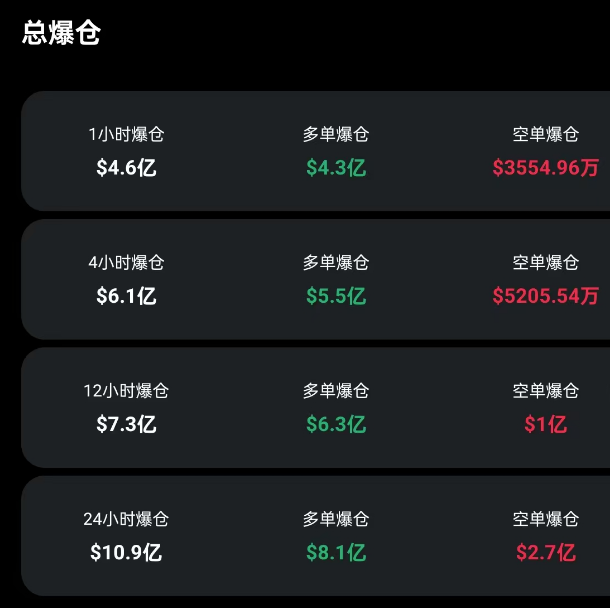 总爆仓
1小时爆仓 多单爆仓 空单爆仓
$4.6亿 $4.3亿 $3554.96万
4小时爆仓 多单爆仓 空单爆仓
$6.1亿 $5.5亿 $5205.54万
12小时爆仓 多单爆仓 空单爆仓
$7.3亿 $6.3亿 $1亿
24小时爆仓 多单爆仓 空单爆仓
$10.9亿 $8.1亿 $2.7亿